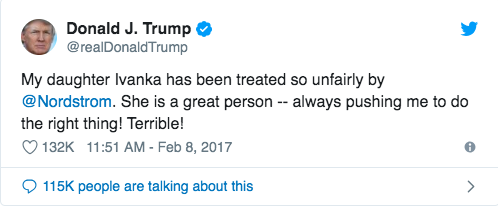 Donald J. Trump
@realDonaldTrump
My daughter Ivanka has been treated so unfairly by
@Nordstrom. She is a great person -- always pushing me to do
the right thing! Terrible!
132K 11:51 AM - Feb 8, 2017
115K people are talking about this